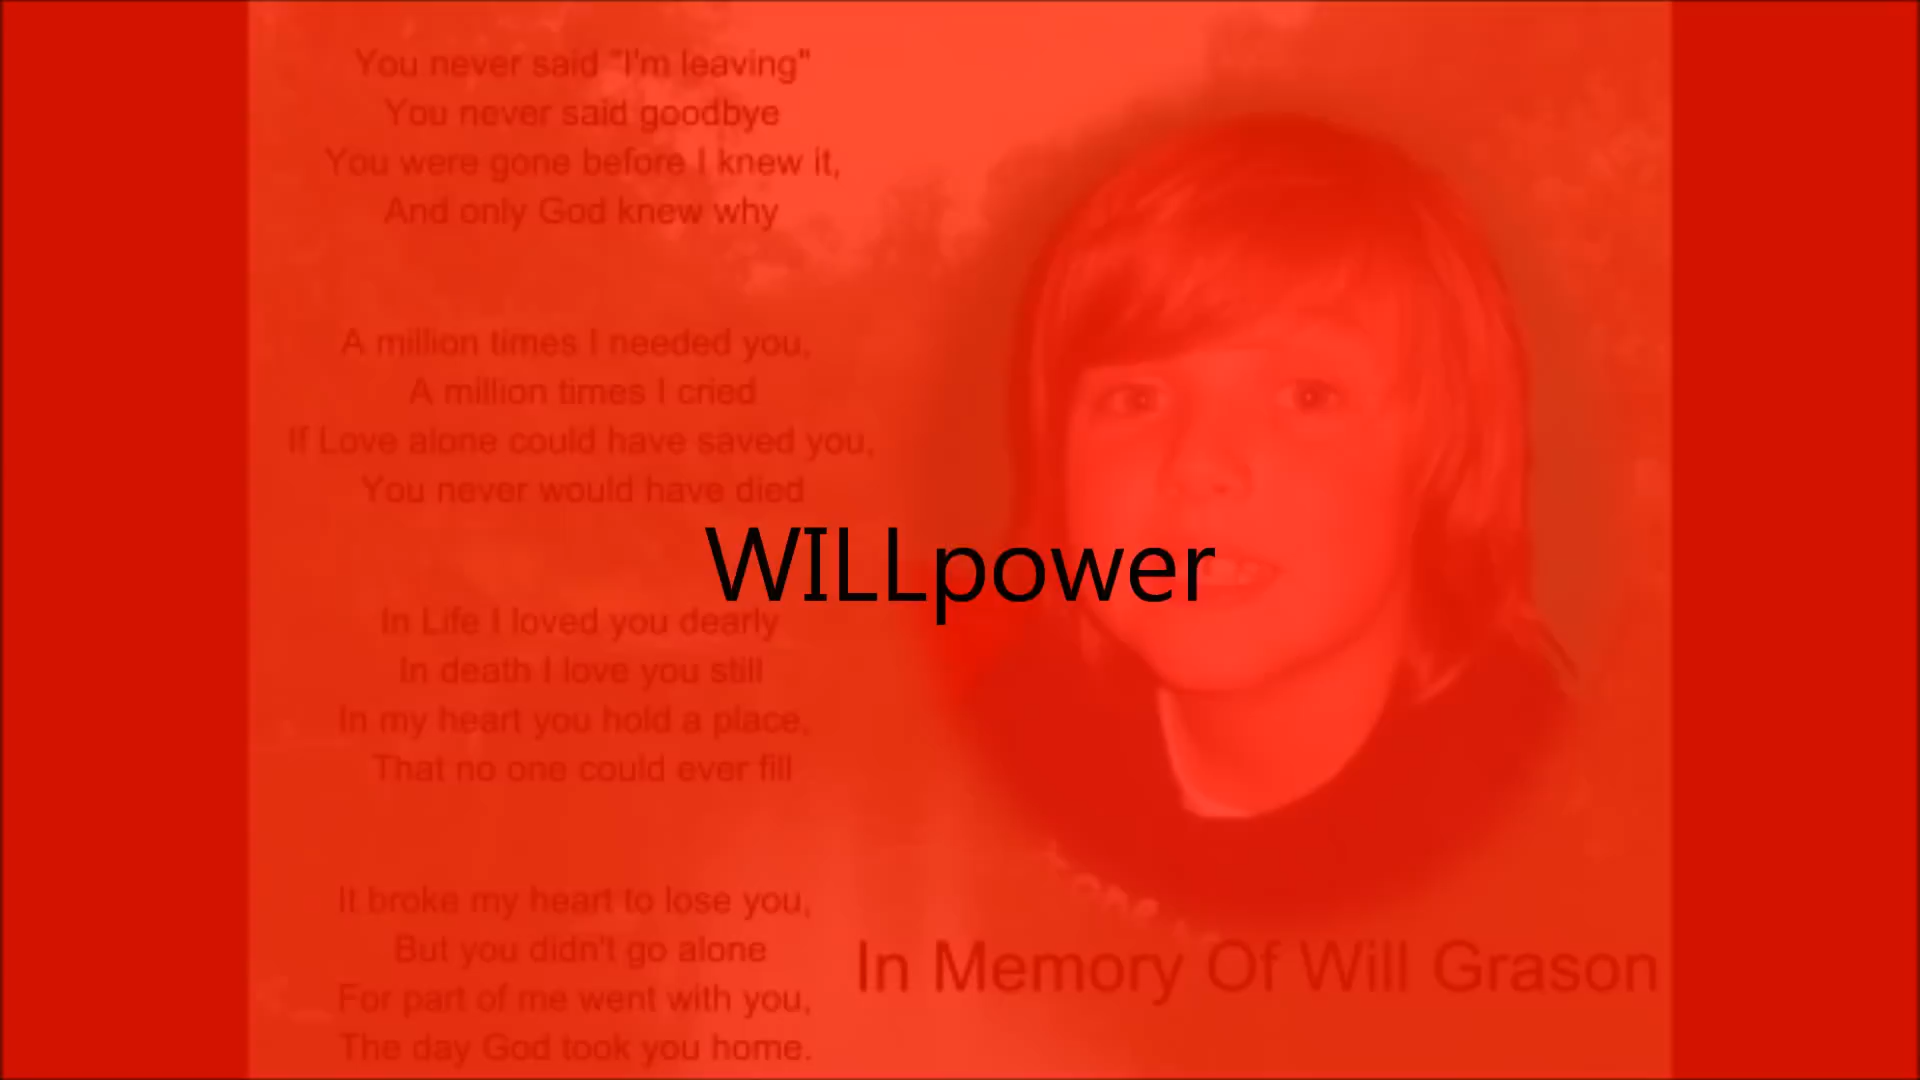 You never said "I'm leaving"
You never said goodbye
You were gone before I knew it,
And only God knew why
A million times I needed you,
A million times I cried
If Love alone could have saved you,
You never would have died
WILLpower
In Life I loved you dearly
In death I love you still
In my heart you hold a place,
That no one could ever fill
It broke my heart to lose you,
But you didn't go alone
For part of me went with you,
The day God took you home.
In Memory Of Will Grason